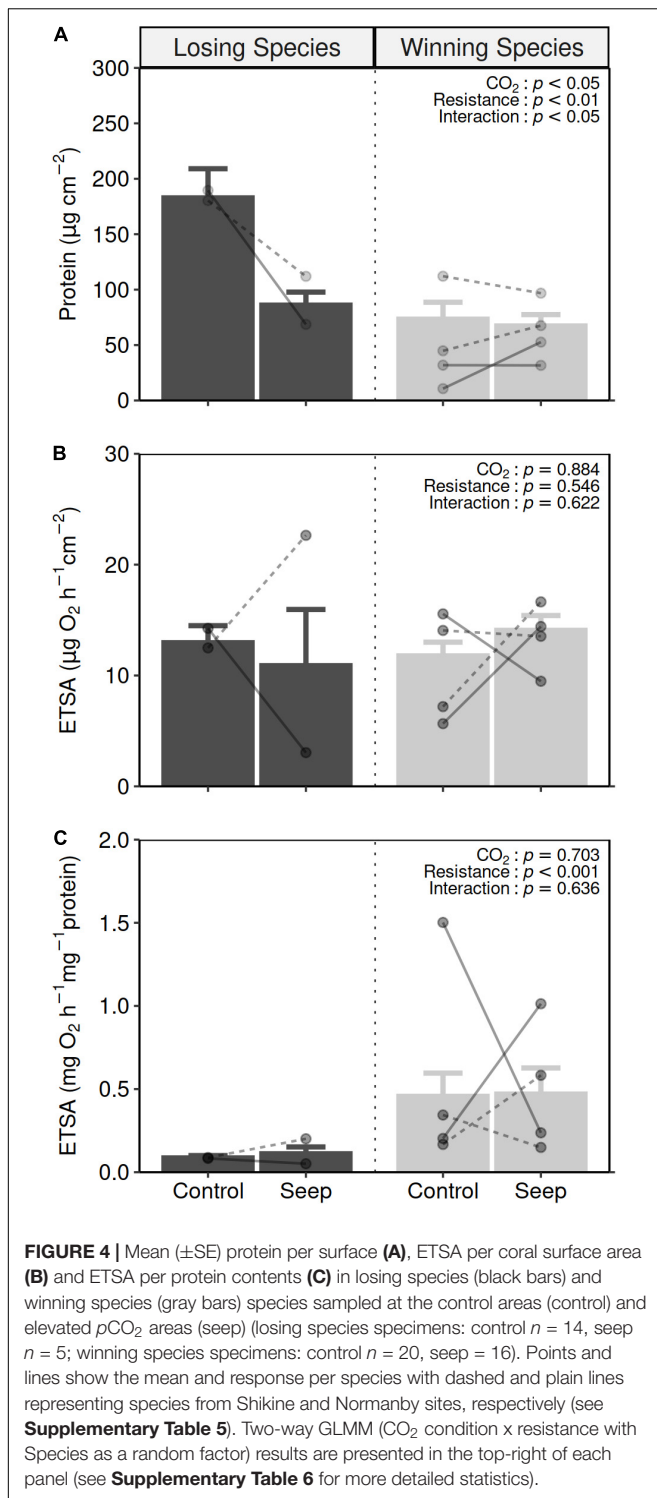 A
Losing Species Winning Species
300
250
200
150
100
50
0
Protein (µg cm⁻²)
CO₂ : p < 0.05
Resistance : p < 0.01
Interaction : p < 0.05
B
30
20
10
0
ETSA (µg O₂ h⁻¹cm⁻²)
CO₂ : p = 0.884
Resistance : p = 0.546
Interaction : p = 0.622
C
2.0
1.5
1.0
0.5
0.0
ETSA (mg O₂ h⁻¹mg⁻¹protein)
CO₂ : p = 0.703
Resistance : p < 0.001
Interaction : p = 0.636
Control Seep Control Seep
FIGURE 4 | Mean (±SE) protein per surface (A), ETSA per coral surface area
(B) and ETSA per protein contents (C) in losing species (black bars) and
winning species (gray bars) species sampled at the control areas (control) and
elevated pCO₂ areas (seep) (losing species specimens: control n = 14, seep
n = 5; winning species specimens: control n = 20, seep = 16). Points and
lines show the mean and response per species with dashed and plain lines
representing species from Shikine and Normanby sites, respectively (see
Supplementary Table 5). Two-way GLMM (CO₂ condition x resistance with
Species as a random factor) results are presented in the top-right of each
panel (see Supplementary Table 6 for more detailed statistics).